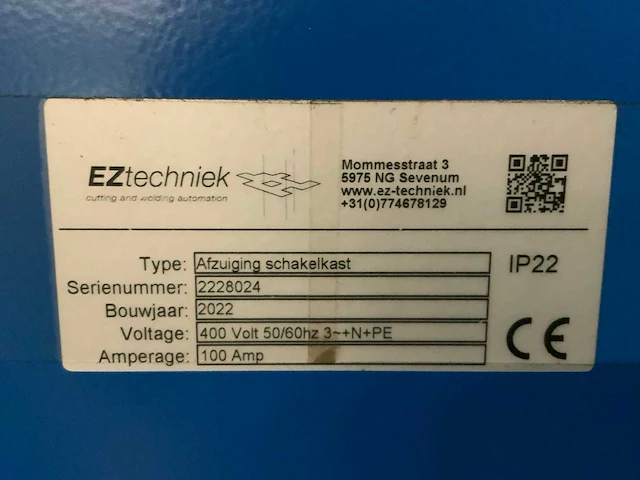 EZtechniek
cutting and welding automation
Mommesstraat 3
5975 NG Sevenum
www.ez-techniek.nl
+31(0)774678129
Type: Afzuiging schakelkast
IP22
Serienummer: 2228024
Bouwjaar: 2022
Voltage: 400 Volt 50/60hz 3~+N+PE
CE
Amperage: 100 Amp